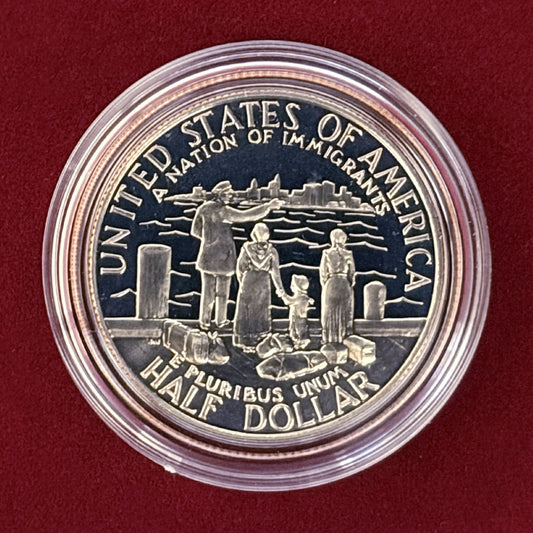 UNITED STATES OF AMERICA
A NATION OF IMMIGRANTS
E PLURIBUS UNUM
HALF DOLLAR